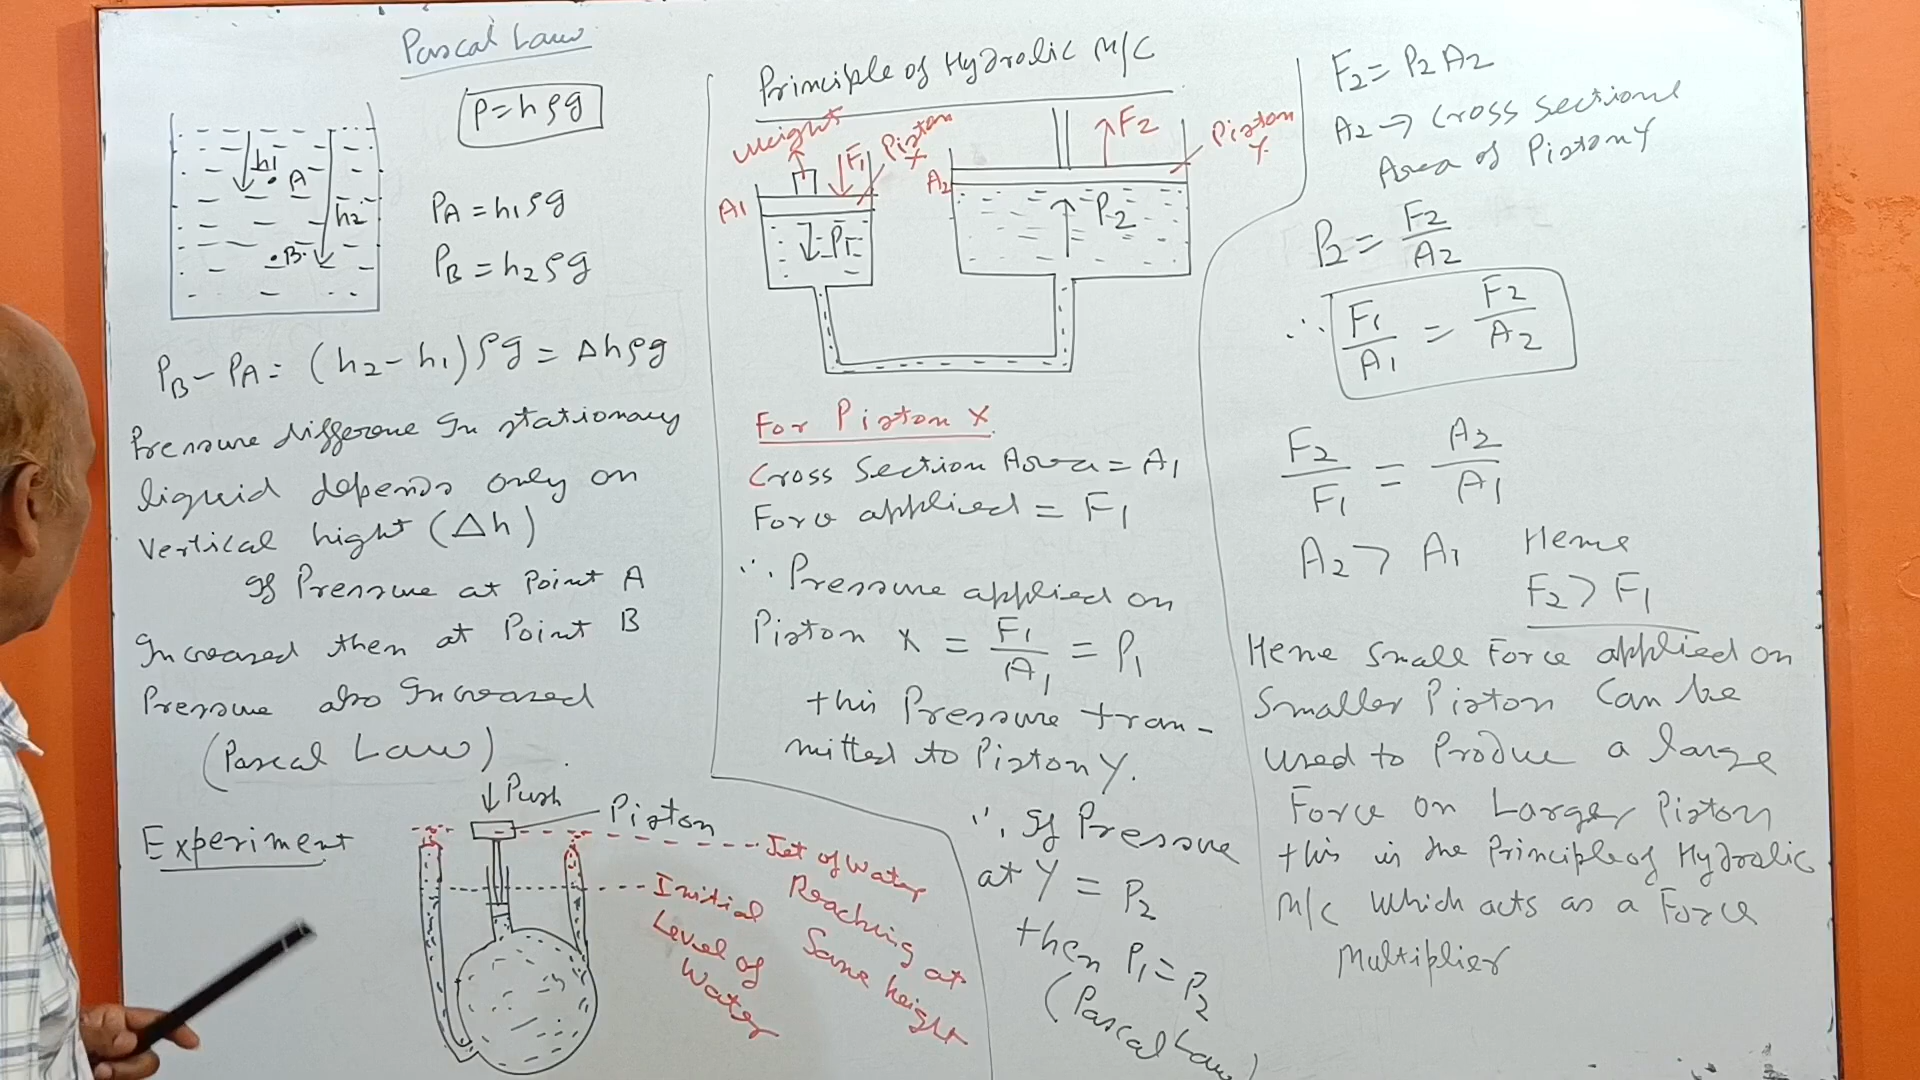 Pascal Law
P = hρg
h1
A
h2
B
PA = h1ρg
PB = h2ρg
PB - PA = (h2 - h1)ρg = Δhρg
Pressure differene In stationary
liquid depends only on
Vertical hight (Δh)
If Pressure at Point A
Increased then at Point B
Pressure also Increased
(Pascal Law)
Experiment
Push
Piston
Jet of Water
Reaching at
Same height
Initial
Level of
Water
Principle of Hydrolic M/C
Weight
F1
Piston
X
A1
P1
A2
F2
Piston
Y
P2
For Piston X
Cross Section Area = A1
Force applied = F1
∴ Pressure applied on
Piston X = F1/A1 = P1
this Pressure tran-
mitted to Piston Y.
∴ If Pressure
at Y = P2
then P1 = P2
(Pascal Law)
F2 = P2 A2
A2 → Cross Sectional
Area of Piston Y
P2 = F2/A2
∴ F1/A1 = F2/A2
F2/F1 = A2/A1
A2 > A1 Hence
F2 > F1
Hence Small Force applied on
Smaller Piston Can be
used to Produce a large
Force on Larger Piston
this is the Principle of Hydrolic
M/C Which acts as a Force
Multiplier